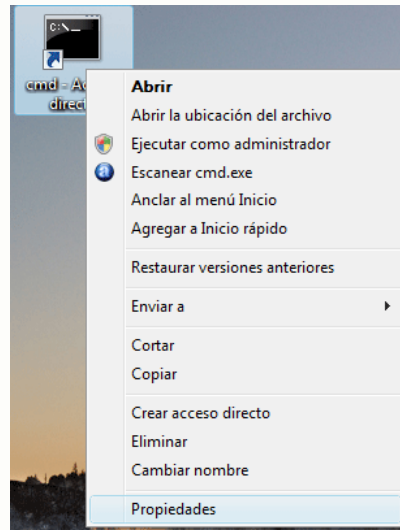 C:\
cmd - A
direct
Abrir
Abrir la ubicación del archivo
Ejecutar como administrador
Escanear cmd.exe
Anclar al menú Inicio
Agregar a Inicio rápido
Restaurar versiones anteriores
Enviar a
Cortar
Copiar
Crear acceso directo
Eliminar
Cambiar nombre
Propiedades